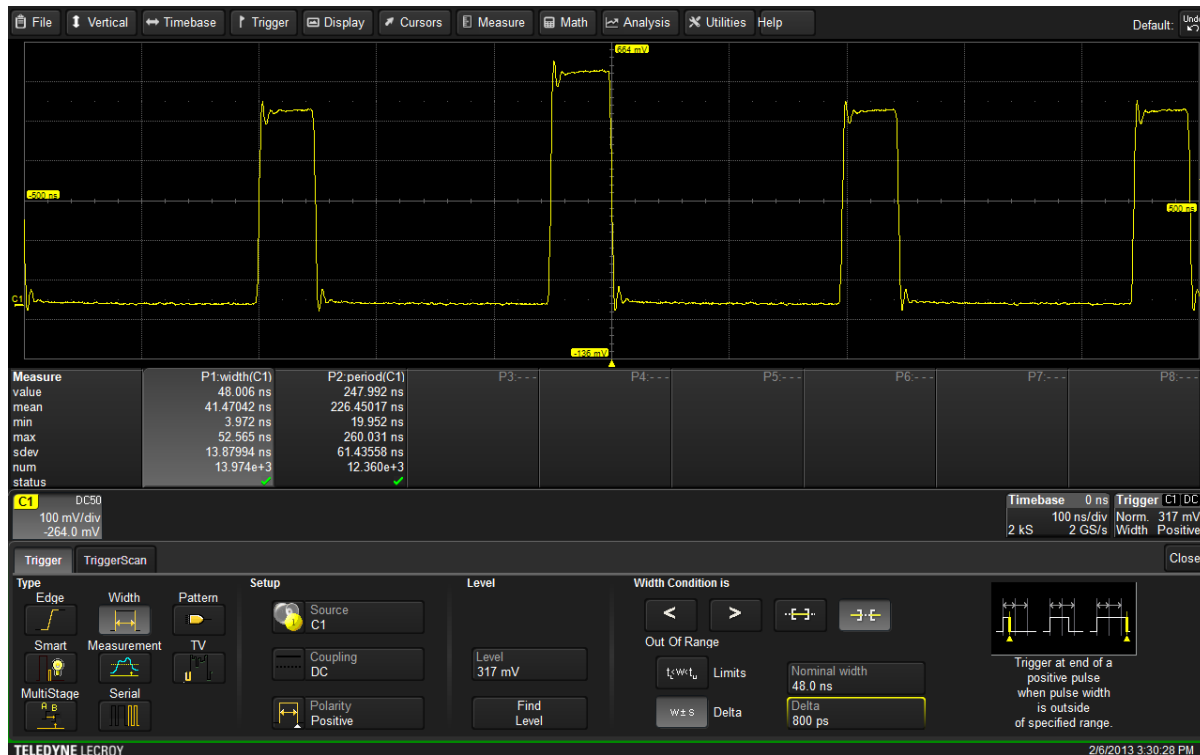 File Vertical Timebase Trigger Display Cursors Measure Math Analysis Utilities Help Default: Undo
664 mV
-500 ns
500 ns
C1
-136 mV
Measure P1:width(C1) P2:period(C1) P3:--- P4:--- P5:--- P6:--- P7:--- P8:---
value 48.006 ns 247.992 ns
mean 41.47042 ns 226.45017 ns
min 3.972 ns 19.952 ns
max 52.565 ns 260.031 ns
sdev 13.87994 ns 61.43558 ns
num 13.974e+3 12.360e+3
status
C1 DC50
100 mV/div
-264.0 mV
Timebase 0 ns
100 ns/div
2 kS 2 GS/s
Trigger C1 DC
Norm. 317 mV
Width Positive
Trigger TriggerScan Close
Type
Edge Width Pattern
Smart Measurement TV
MultiStage Serial
A B
Setup
Source
C1
Coupling
DC
Polarity
Positive
Level
Level
317 mV
Find
Level
Width Condition is
< >
Out Of Range
tL<w<tu Limits
w±s Delta
Nominal width
48.0 ns
Delta
800 ps
Trigger at end of a
positive pulse
when pulse width
is outside
of specified range.
TELEDYNE LECROY 2/6/2013 3:30:28 PM